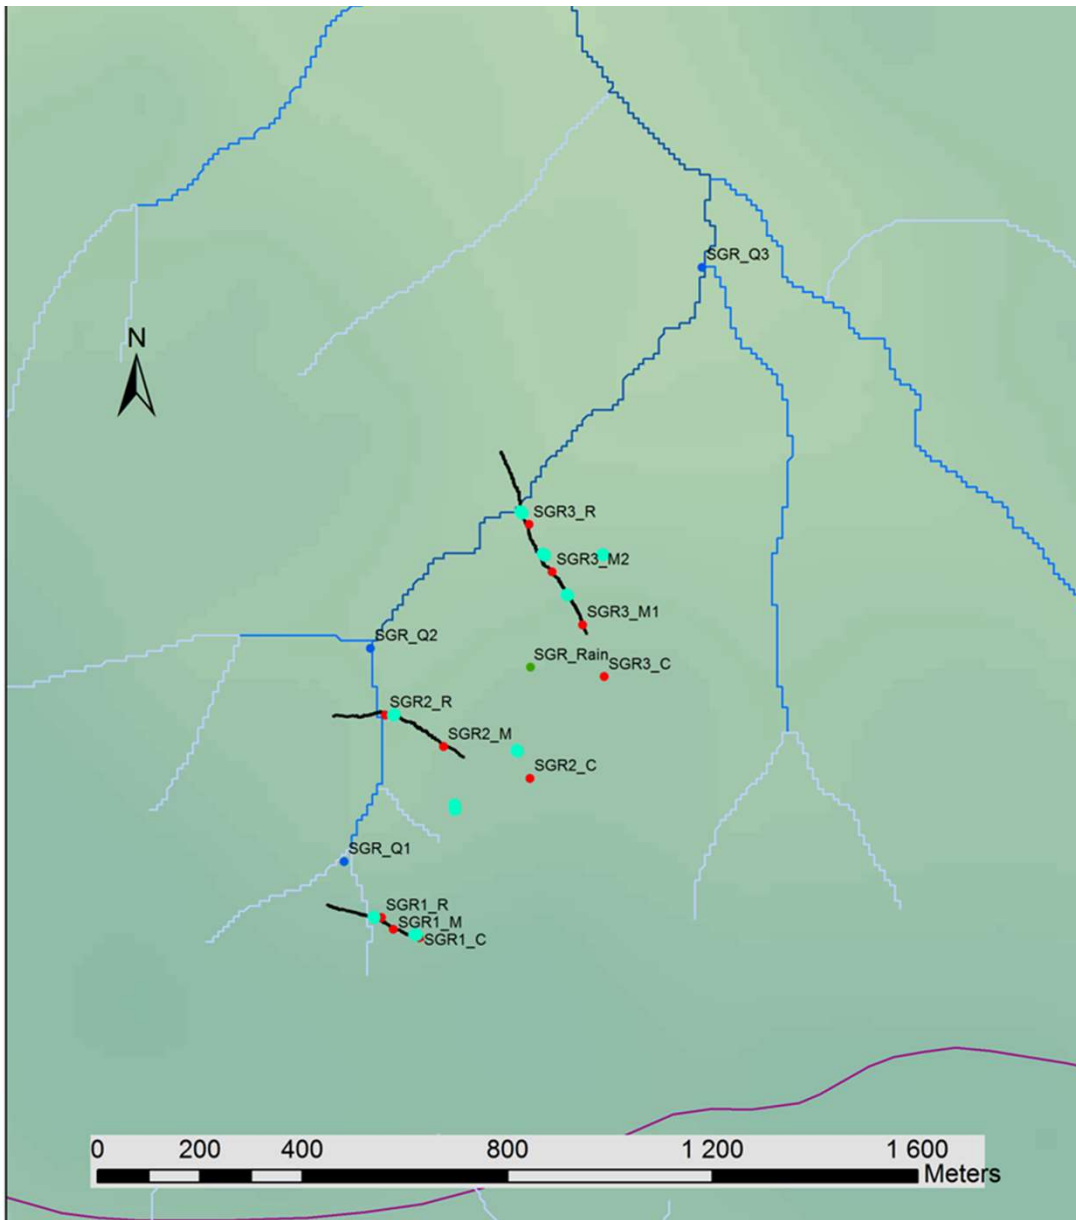 SGR_Q3
N
SGR3_R
SGR3_M2
SGR3_M1
SGR_Q2
SGR_Rain
SGR3_C
SGR2_R
SGR2_M
SGR2_C
SGR_Q1
SGR1_R
SGR1_M
SGR1_C
0 200 400 800 1 200 1 600
Meters